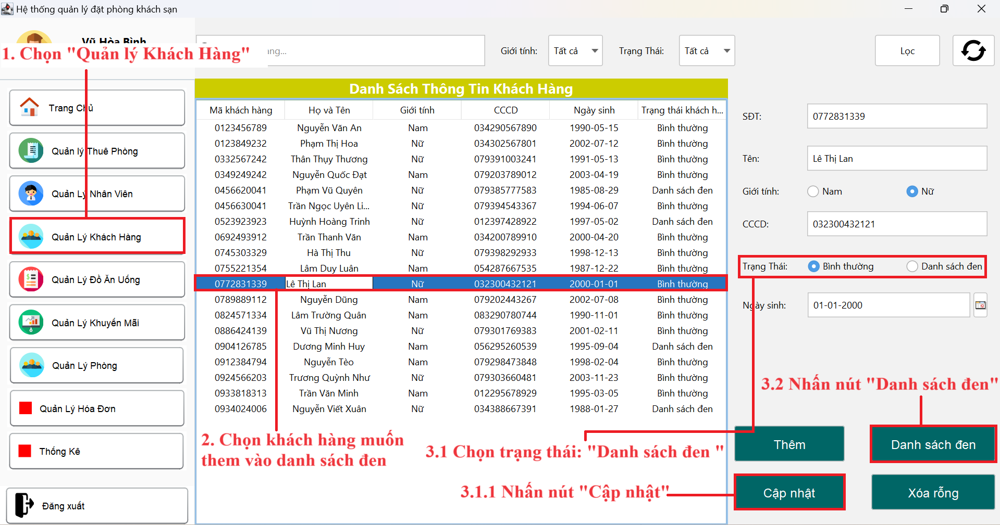 Hệ thống quản lý đặt phòng khách sạn
Vũ Hòa Bình
1. Chọn "Quản lý Khách Hàng"
Trang Chủ
Quản lý Thuê Phòng
Quản Lý Nhân Viên
Quản Lý Khách Hàng
Quản Lý Đồ Ăn Uống
Quản Lý Khuyến Mãi
Quản Lý Phòng
Quản Lý Hóa Đơn
Thống Kê
Đăng xuất
Giới tính: Tất cả Trạng Thái: Tất cả Lọc
Danh Sách Thông Tin Khách Hàng
Mã khách hàng Họ và Tên Giới tính CCCD Ngày sinh Trạng thái khách h...
0123456789 Nguyễn Văn An Nam 034290567890 1990-05-15 Bình thường
0123849232 Phạm Thị Hoa Nữ 034302567801 2002-07-12 Bình thường
0332567242 Thân Thụy Thương Nữ 079391003241 1991-05-13 Bình thường
0349249242 Nguyễn Quốc Đạt Nam 079203789012 2003-04-19 Bình thường
0456620041 Phạm Vũ Quyên Nữ 079385777583 1985-08-29 Danh sách đen
0456630041 Trần Ngọc Uyên Li... Nữ 079394543367 1994-06-07 Bình thường
0523923923 Huỳnh Hoàng Trinh Nữ 012397428922 1997-05-02 Danh sách đen
0692493912 Trần Thanh Văn Nam 034200789910 2000-04-20 Bình thường
0745303329 Hà Thị Thu Nữ 079398292933 1998-12-13 Bình thường
0755221354 Lâm Duy Luân Nam 054287667535 1987-12-22 Bình thường
0772831339 Lê Thị Lan Nữ 032300432121 2000-01-01 Bình thường
0789889112 Nguyễn Dũng Nam 079202443267 2002-07-08 Bình thường
0824571334 Lâm Trường Quân Nam 083290780744 1990-11-01 Bình thường
0886424139 Vũ Thị Nương Nữ 079301769383 2001-02-11 Bình thường
0904126785 Dương Minh Huy Nam 056295260539 1995-09-04 Danh sách đen
0912384794 Nguyễn Tèo Nam 079298473848 1998-02-04 Bình thường
0924566203 Trương Quỳnh Như Nữ 079303660481 2003-11-23 Bình thường
0933818313 Trần Văn Minh Nam 012295678929 1995-03-05 Bình thường
0934024006 Nguyễn Viết Xuân Nữ 034388667391 1988-01-27 Danh sách đen
2. Chọn khách hàng muốn
them vào danh sách đen
3.1 Chọn trạng thái: "Danh sách đen "
3.1.1 Nhấn nút "Cập nhật"
SĐT: 0772831339
Tên: Lê Thị Lan
Giới tính: Nam Nữ
CCCD: 032300432121
Trạng Thái: Bình thường Danh sách đen
Ngày sinh: 01-01-2000
3.2 Nhấn nút "Danh sách đen"
Thêm Danh sách đen
Cập nhật Xóa rỗng